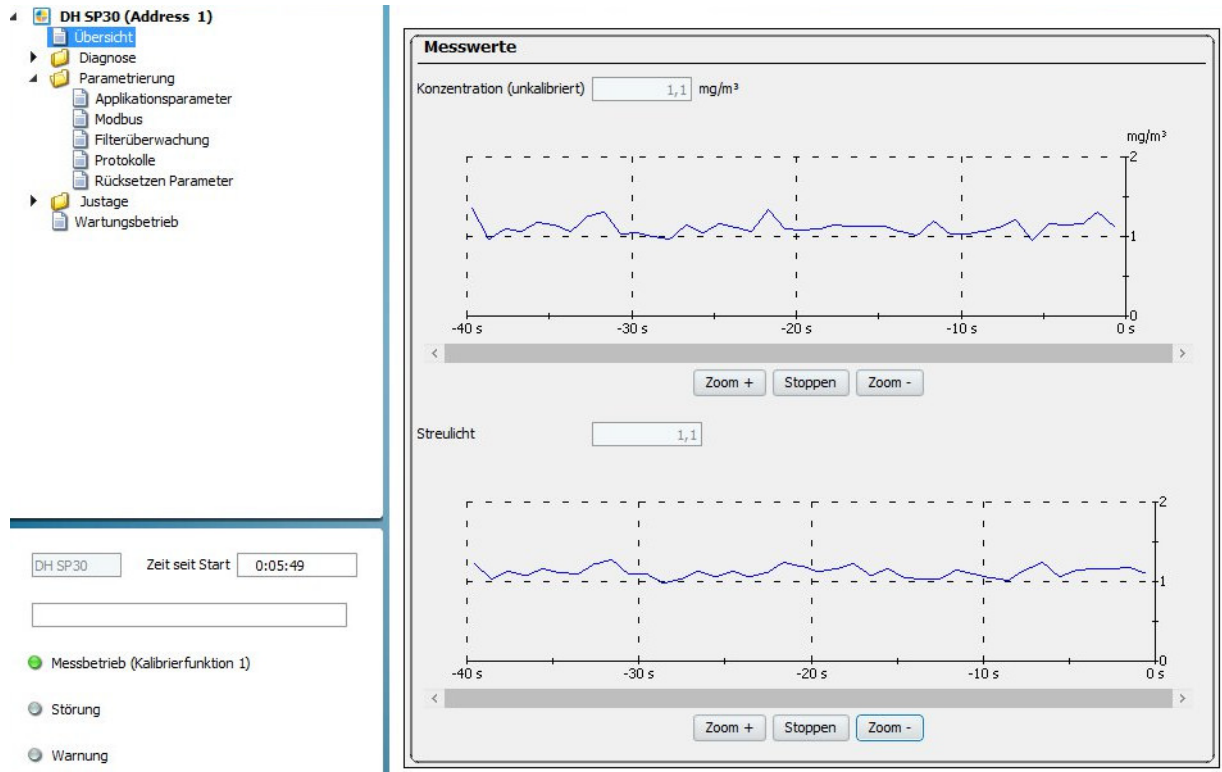 DH SP30 (Address 1)
Übersicht
Diagnose
Parametrierung
Applikationsparameter
Modbus
Filterüberwachung
Protokolle
Rücksetzen Parameter
Justage
Wartungsbetrieb
DH SP30 Zeit seit Start 0:05:49
Messbetrieb (Kalibrierfunktion 1)
Störung
Warnung
Messwerte
Konzentration (unkalibriert) 1,1 mg/m³
mg/m³
2
1
0
-40 s -30 s -20 s -10 s 0 s
< >
Zoom + Stoppen Zoom -
Streulicht 1,1
2
1
0
-40 s -30 s -20 s -10 s 0 s
< >
Zoom + Stoppen Zoom -